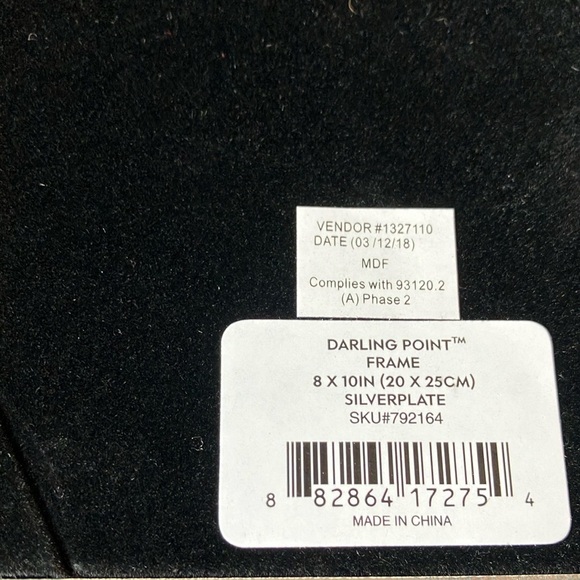 VENDOR #1327110
DATE (03/12/18)
MDF
Complies with 93120.2
(A) Phase 2
DARLING POINT™
FRAME
8 X 10IN (20 X 25CM)
SILVERPLATE
SKU#792164
8 82864 17275 4
MADE IN CHINA